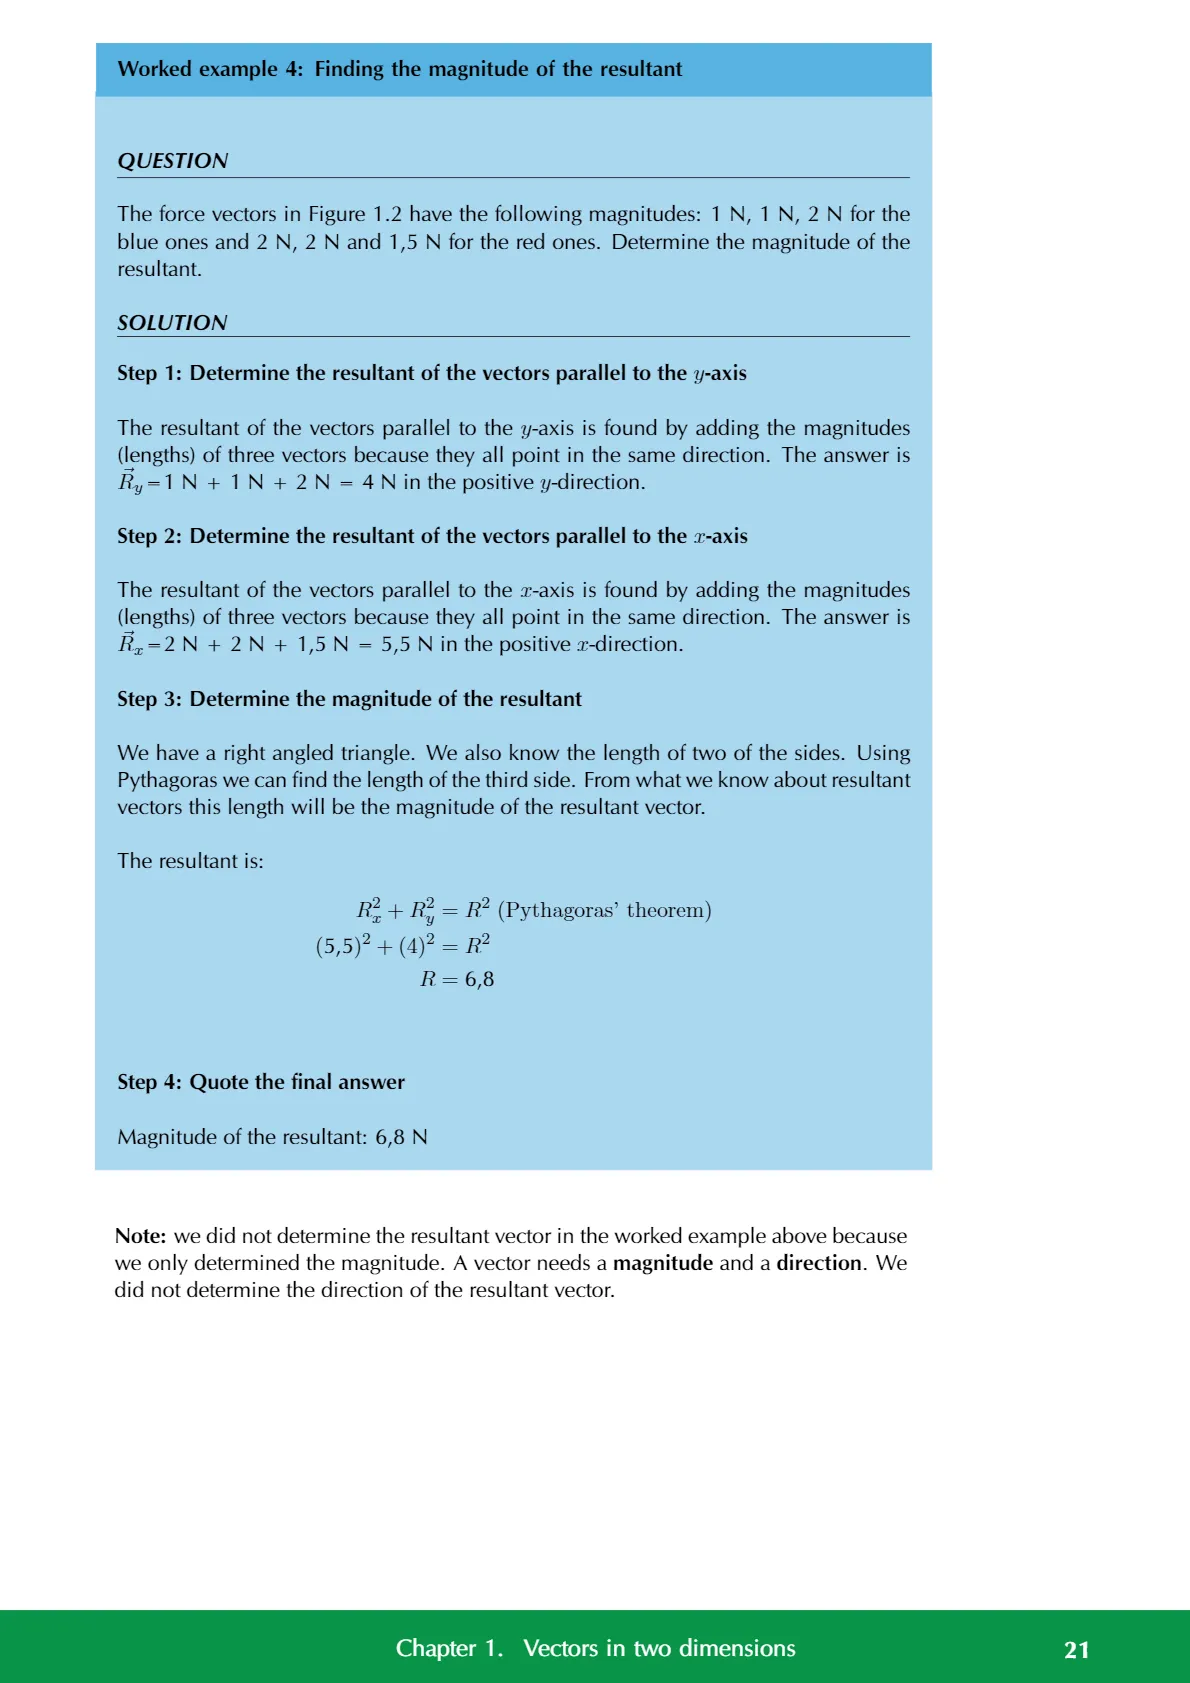 Worked example 4: Finding the magnitude of the resultant
QUESTION
The force vectors in Figure 1.2 have the following magnitudes: 1 N, 1 N, 2 N for the
blue ones and 2 N, 2 N and 1,5 N for the red ones. Determine the magnitude of the
resultant.
SOLUTION
Step 1: Determine the resultant of the vectors parallel to the y-axis
The resultant of the vectors parallel to the y-axis is found by adding the magnitudes
(lengths) of three vectors because they all point in the same direction. The answer is
R⃗y =1 N + 1 N + 2 N = 4 N in the positive y-direction.
Step 2: Determine the resultant of the vectors parallel to the x-axis
The resultant of the vectors parallel to the x-axis is found by adding the magnitudes
(lengths) of three vectors because they all point in the same direction. The answer is
R⃗x =2 N + 2 N + 1,5 N = 5,5 N in the positive x-direction.
Step 3: Determine the magnitude of the resultant
We have a right angled triangle. We also know the length of two of the sides. Using
Pythagoras we can find the length of the third side. From what we know about resultant
vectors this length will be the magnitude of the resultant vector.
The resultant is:
Rx² + Ry² = R² (Pythagoras' theorem)
(5,5)² + (4)² = R²
R = 6,8
Step 4: Quote the final answer
Magnitude of the resultant: 6,8 N
Note: we did not determine the resultant vector in the worked example above because
we only determined the magnitude. A vector needs a magnitude and a direction. We
did not determine the direction of the resultant vector.
Chapter 1. Vectors in two dimensions 21